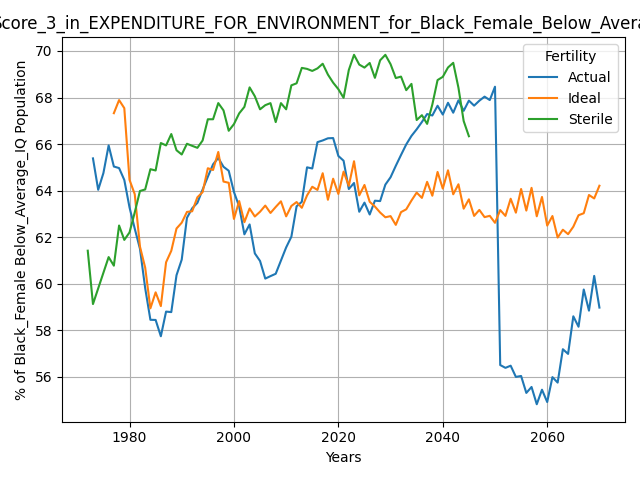 Score_3_in_EXPENDITURE_FOR_ENVIRONMENT_for_Black_Female_Below_Avera
% of Black_Female Below_Average_IQ Population
70
68
66
64
62
60
58
56
Fertility
Actual
Ideal
Sterile
1980
2000
2020
2040
2060
Years